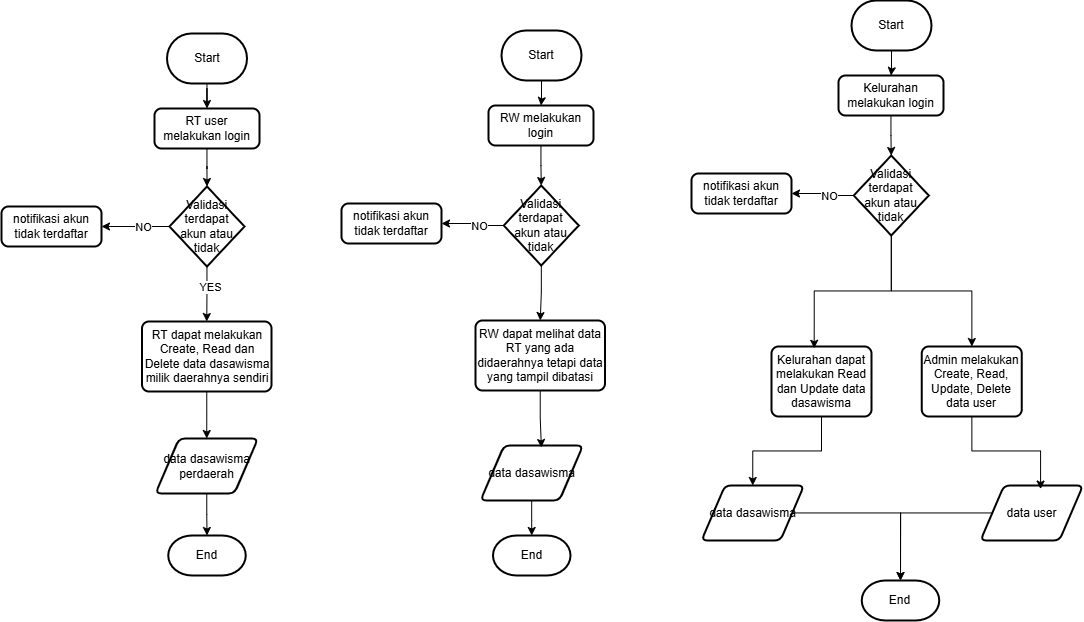 Start
RT user
melakukan login
Validasi
terdapat
akun atau
tidak
NO
notifikasi akun
tidak terdaftar
YES
RT dapat melakukan
Create, Read dan
Delete data dasawisma
milik daerahnya sendiri
data dasawisma
perdaerah
End
Start
RW melakukan
login
Validasi
terdapat
akun atau
tidak
NO
notifikasi akun
tidak terdaftar
RW dapat melihat data
RT yang ada
didaerahnya tetapi data
yang tampil dibatasi
data dasawisma
End
Start
Kelurahan
melakukan login
Validasi
terdapat
akun atau
tidak
NO
notifikasi akun
tidak terdaftar
Kelurahan dapat
melakukan Read
dan Update data
dasawisma
Admin melakukan
Create, Read,
Update, Delete
data user
data dasawisma
data user
End